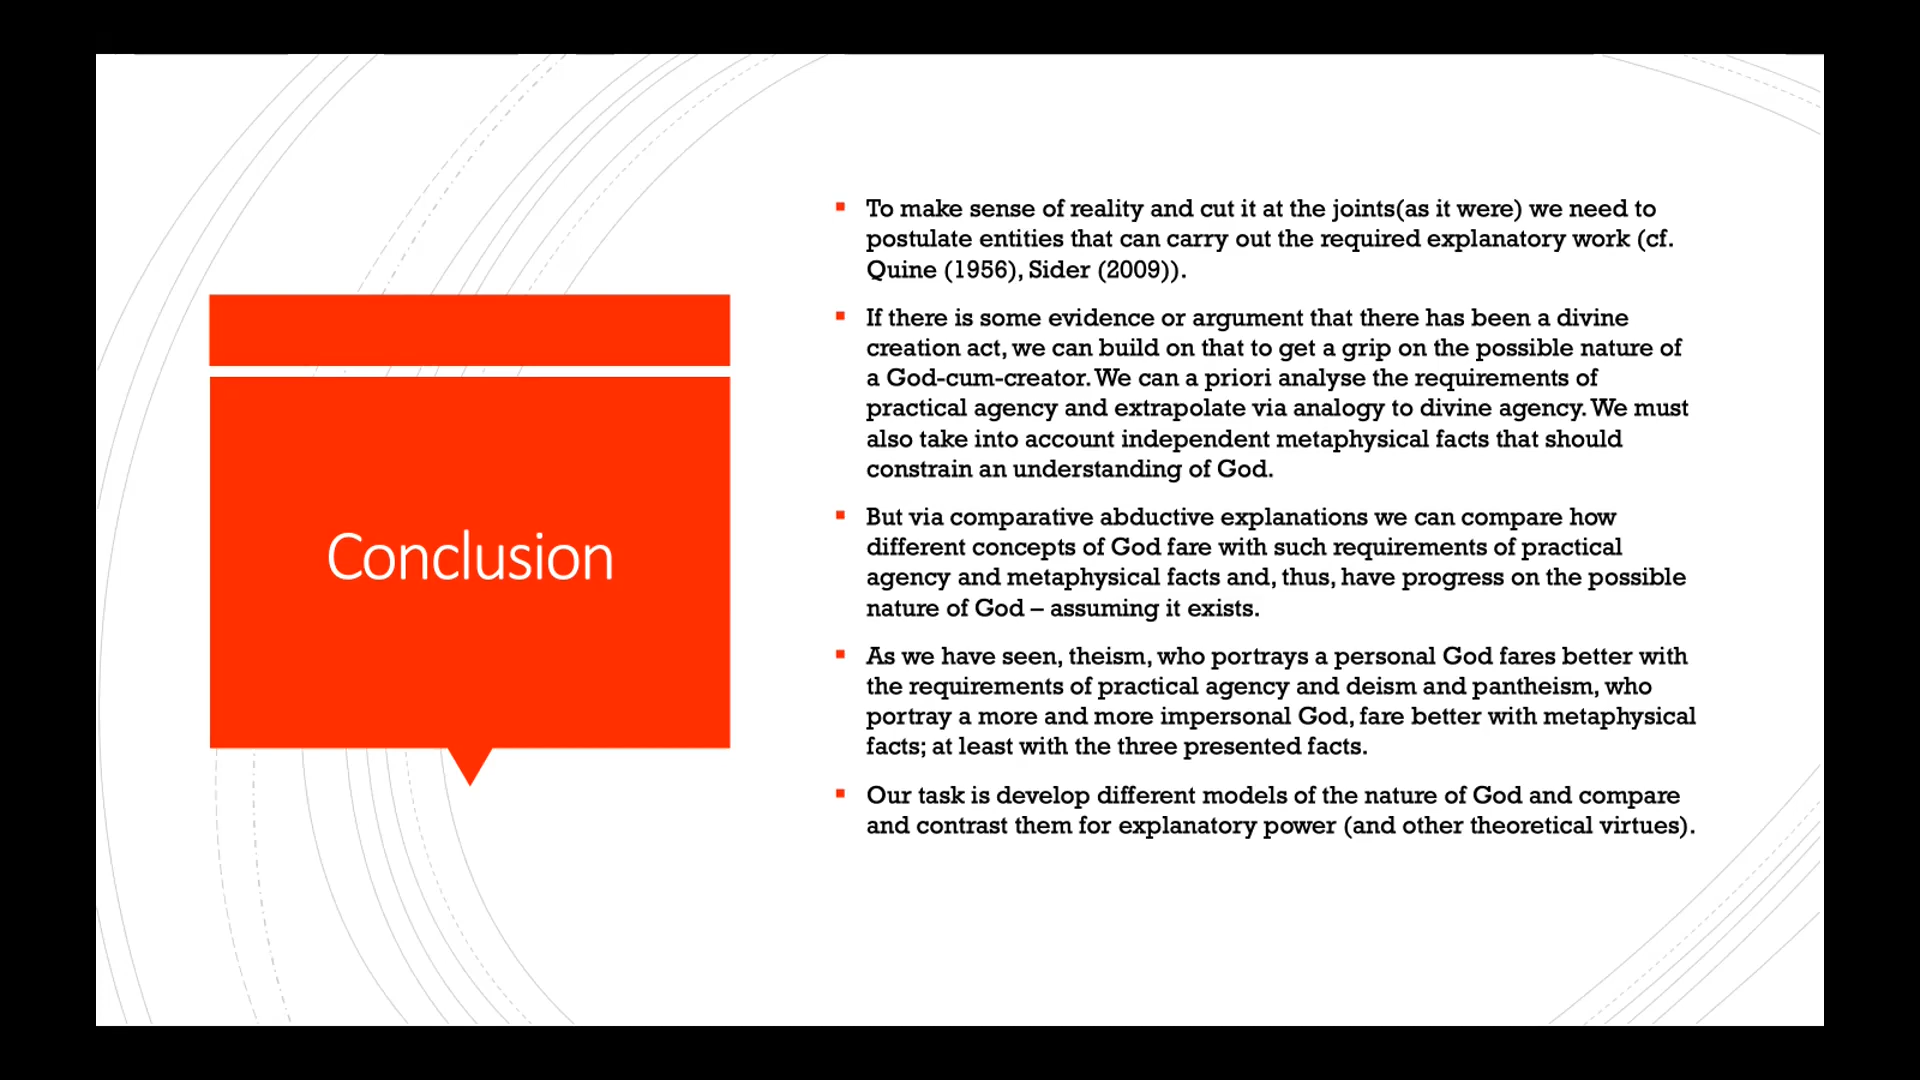 Conclusion
To make sense of reality and cut it at the joints(as it were) we need to
postulate entities that can carry out the required explanatory work (cf.
Quine (1956), Sider (2009)).
If there is some evidence or argument that there has been a divine
creation act, we can build on that to get a grip on the possible nature of
a God-cum-creator. We can a priori analyse the requirements of
practical agency and extrapolate via analogy to divine agency. We must
also take into account independent metaphysical facts that should
constrain an understanding of God.
But via comparative abductive explanations we can compare how
different concepts of God fare with such requirements of practical
agency and metaphysical facts and, thus, have progress on the possible
nature of God – assuming it exists.
As we have seen, theism, who portrays a personal God fares better with
the requirements of practical agency and deism and pantheism, who
portray a more and more impersonal God, fare better with metaphysical
facts; at least with the three presented facts.
Our task is develop different models of the nature of God and compare
and contrast them for explanatory power (and other theoretical virtues).